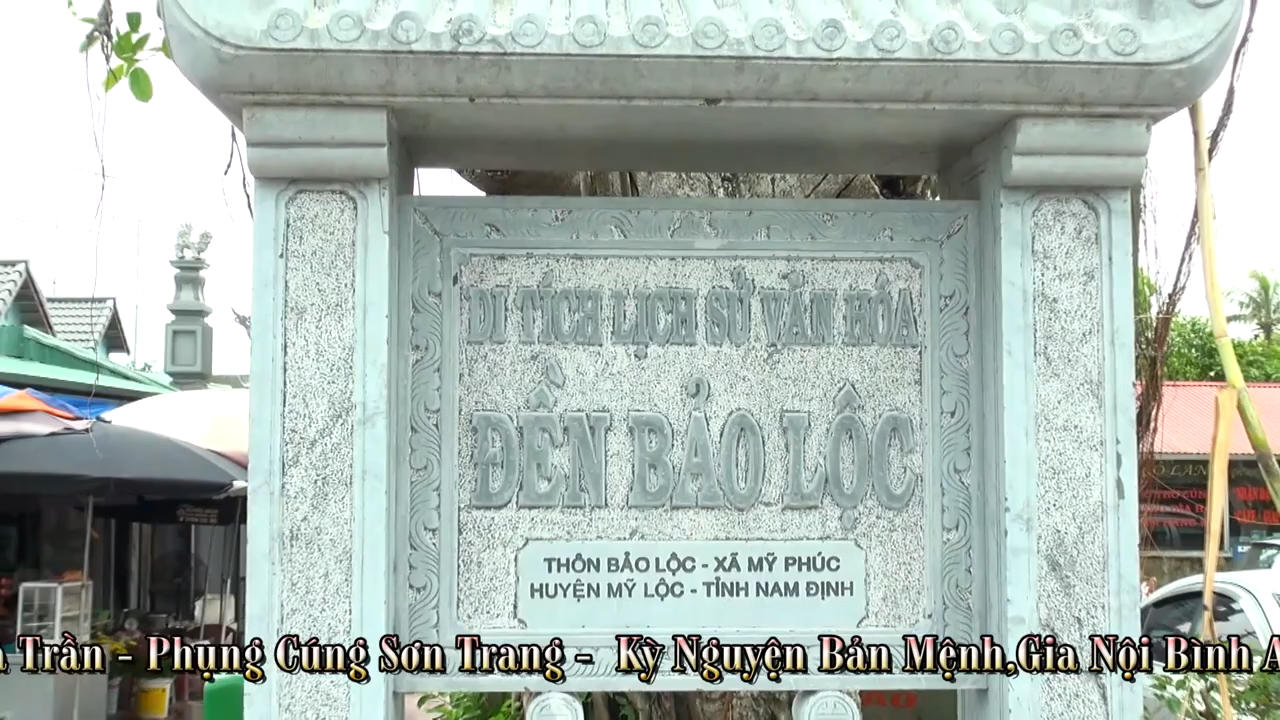 DI TÍCH LỊCH SỬ VĂN HÓA
ĐỀN BẢO LỘC
THÔN BẢO LỘC - XÃ MỸ PHÚC
HUYỆN MỸ LỘC - TỈNH NAM ĐỊNH
Trần - Phụng Cúng Sơn Trang - Kỳ Nguyện Bản Mệnh,Gia Nội Bình